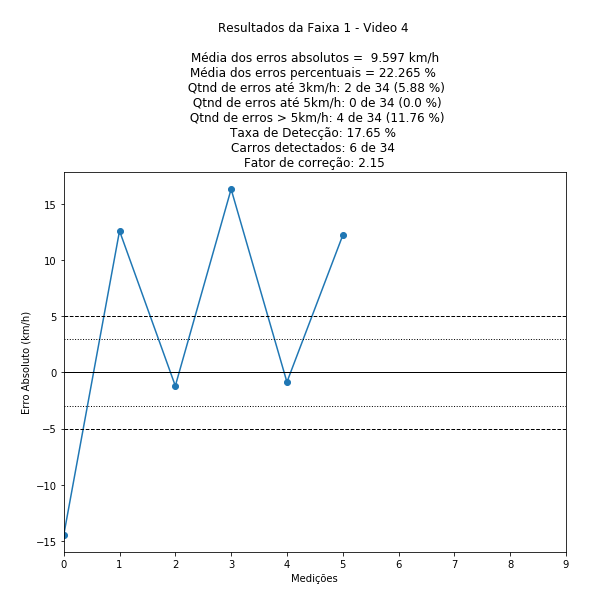 Resultados da Faixa 1 - Video 4
Média dos erros absolutos =  9.597 km/h
Média dos erros percentuais = 22.265 %
Qtnd de erros até 3km/h: 2 de 34 (5.88 %)
Qtnd de erros até 5km/h: 0 de 34 (0.0 %)
Qtnd de erros > 5km/h: 4 de 34 (11.76 %)
Taxa de Detecção: 17.65 %
Carros detectados: 6 de 34
Fator de correção: 2.15
15
10
5
0
−5
−10
−15
Erro Absoluto (km/h)
0 1 2 3 4 5 6 7 8 9
Medições